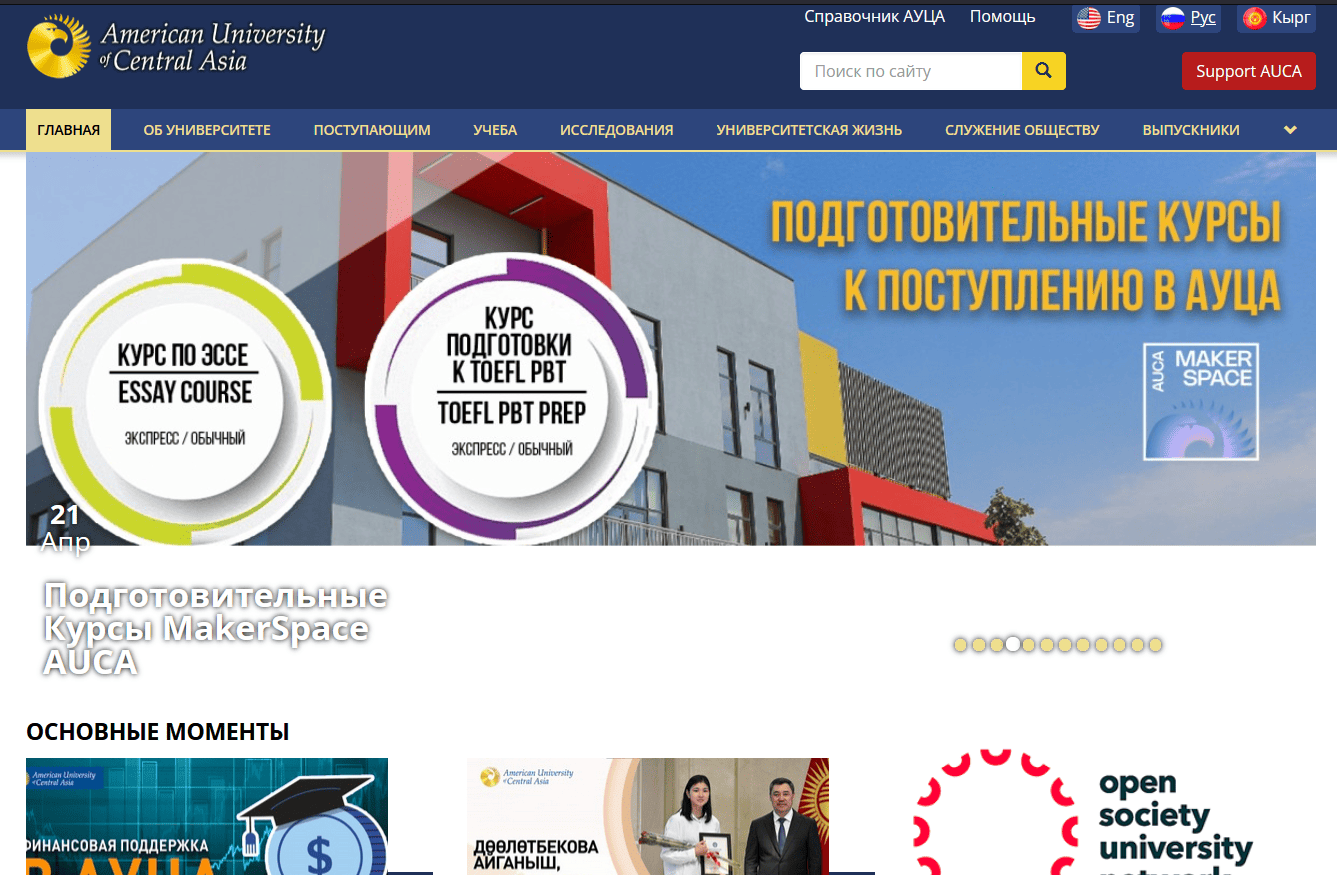 American University
of Central Asia
Справочник АУЦА
Помощь
Eng
Рус
Кырг
Поиск по сайту
Support AUCA
ГЛАВНАЯ
ОБ УНИВЕРСИТЕТЕ
ПОСТУПАЮЩИМ
УЧЕБА
ИССЛЕДОВАНИЯ
УНИВЕРСИТЕТСКАЯ ЖИЗНЬ
СЛУЖЕНИЕ ОБЩЕСТВУ
ВЫПУСКНИКИ
ПОДГОТОВИТЕЛЬНЫЕ КУРСЫ
К ПОСТУПЛЕНИЮ В АУЦА
КУРС ПО ЭССЕ
ESSAY COURSE
ЭКСПРЕСС / ОБЫЧНЫЙ
КУРС
ПОДГОТОВКИ
К TOEFL PBT
TOEFL PBT PREP
ЭКСПРЕСС / ОБЫЧНЫЙ
AUCA
MAKER
SPACE
21
Апр
Подготовительные
Курсы MakerSpace
AUCA
ОСНОВНЫЕ МОМЕНТЫ
American University
of Central Asia
ФИНАНСОВАЯ ПОДДЕРЖКА
В АУЦА
$
American University
of Central Asia
ДӨӨЛӨТБЕКОВА
АЙГАНЫШ,
open
society
university
network